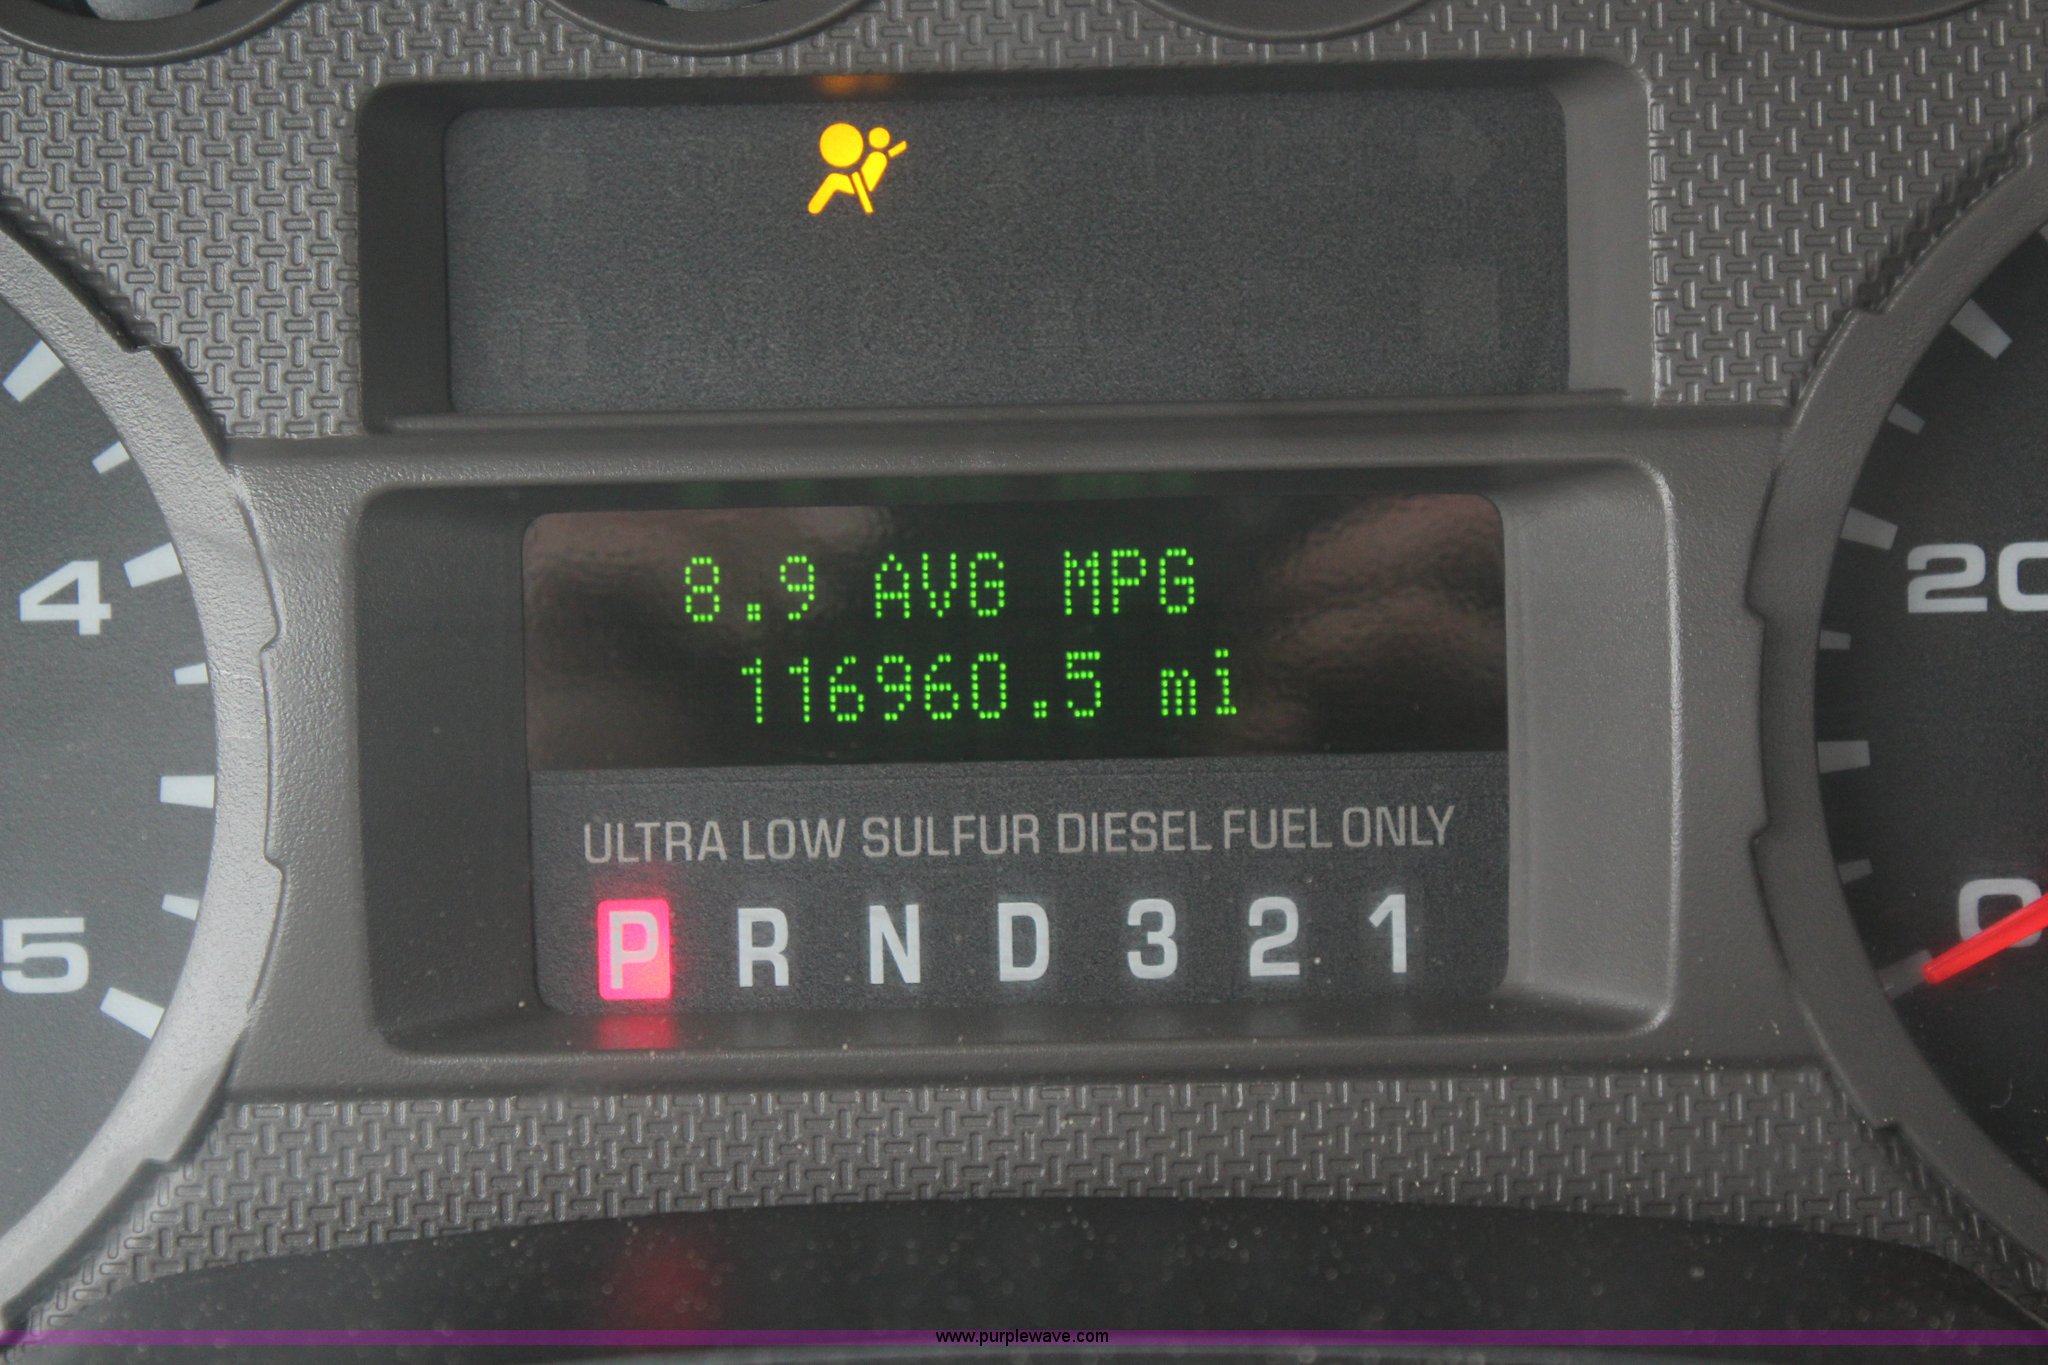 8.9 AVG MPG
116960.5 mi
ULTRA LOW SULFUR DIESEL FUEL ONLY
P R N D 3 2 1
4
5
20
0
www.purplewave.com